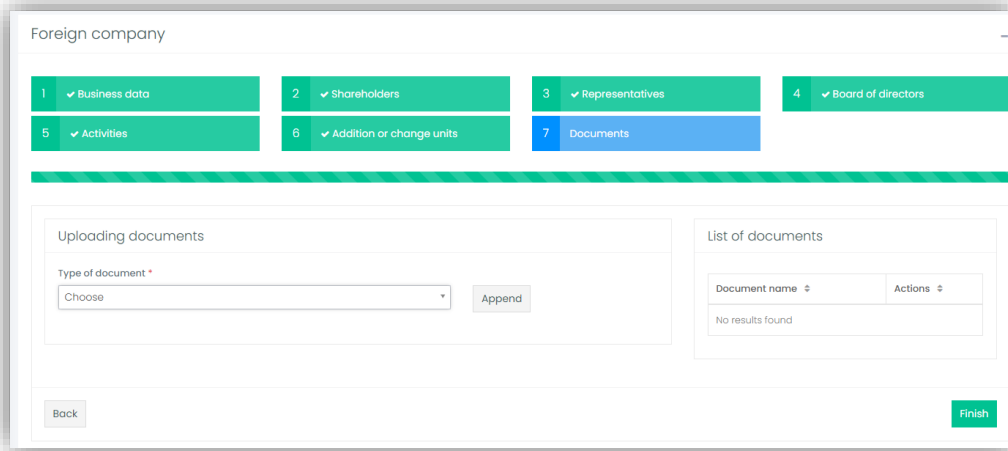 Foreign company
1 ✔ Business data 2 ✔ Shareholders 3 ✔ Representatives 4 ✔ Board of directors
5 ✔ Activities 6 ✔ Addition or change units 7 Documents
Uploading documents
Type of document *
Choose
Append
List of documents
Document name Actions
No results found
Back Finish